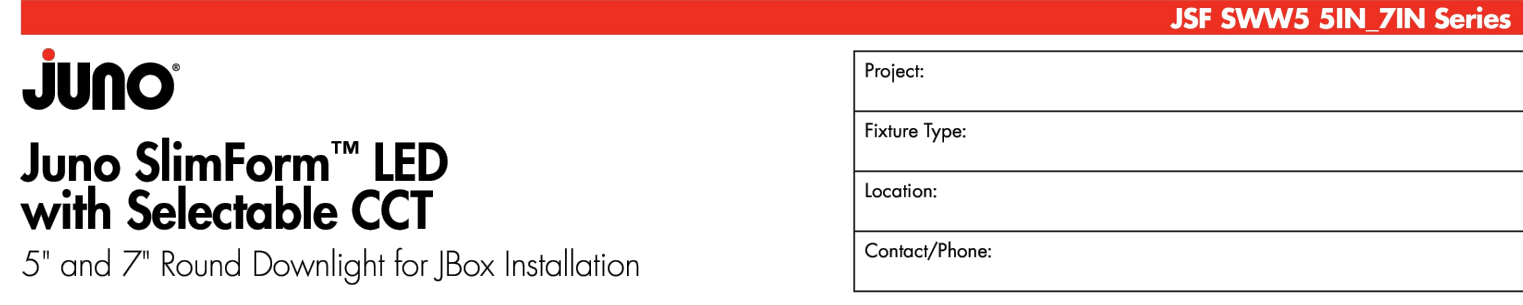 JSF SWW5 5IN_7IN Series
juno®
Juno SlimForm™ LED
with Selectable CCT
5" and 7" Round Downlight for JBox Installation
Project:
Fixture Type:
Location:
Contact/Phone: